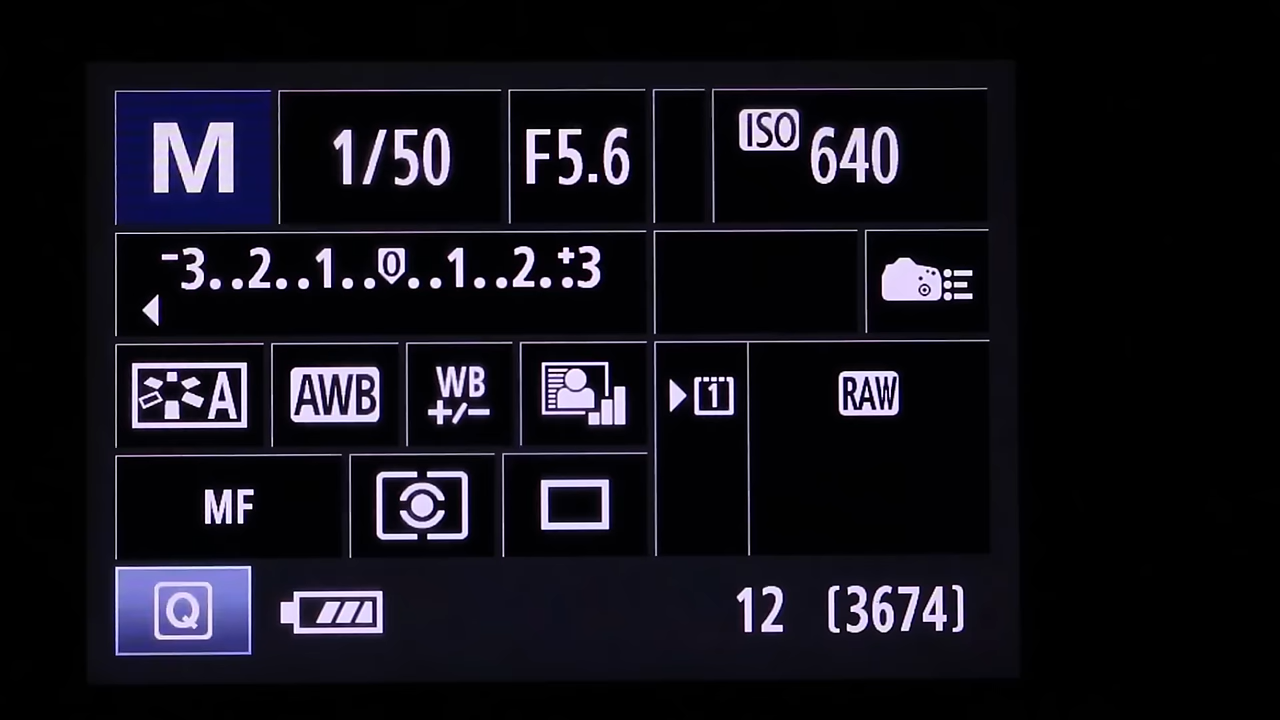 M 1/50 F5.6 ISO 640
-3..2..1..0..1..2.:+3
A AWB WB +/- 1 RAW
MF
Q 12 (3674)